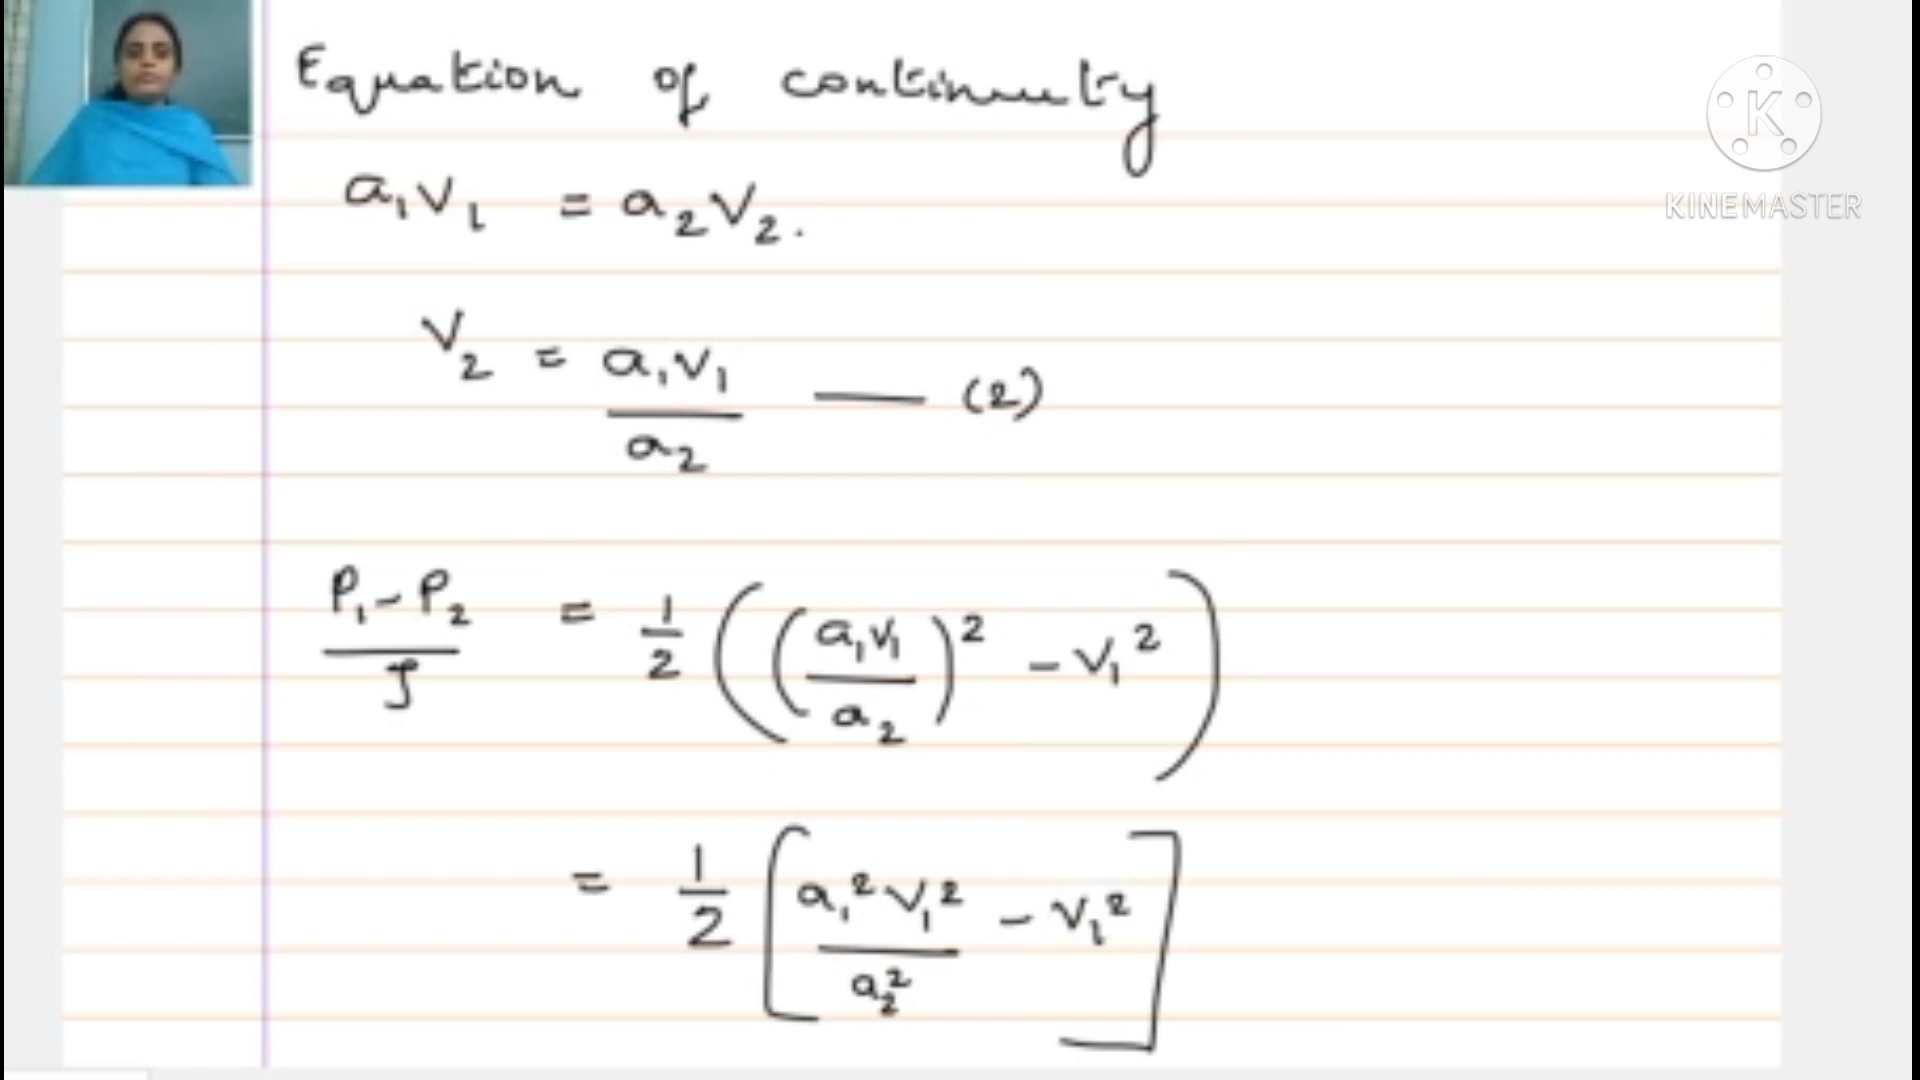 Equation of continuity
a₁v₁ = a₂v₂.
v₂ = a₁v₁/a₂ — (2)
(P₁ - P₂)/ρ = 1/2 ((a₁v₁/a₂)² - v₁²)
= 1/2 [a₁²v₁²/a₂² - v₁²]
K
KINEMASTER